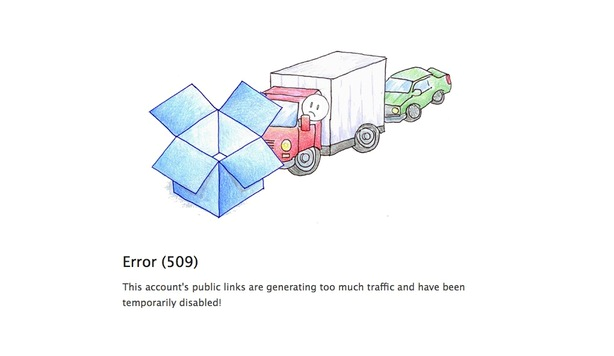 Error (509)
This account's public links are generating too much traffic and have been
temporarily disabled!